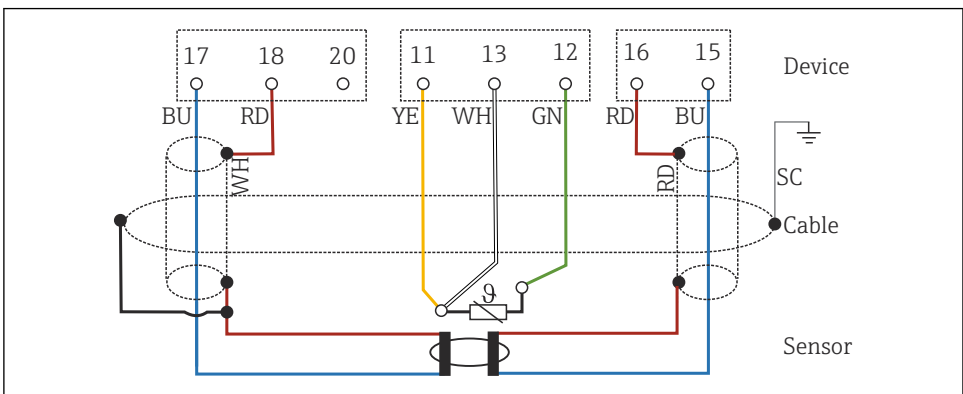 17 18 20 11 13 12 16 15 Device
BU RD YE WH GN RD BU
WH RD SC
Cable
ϑ
Sensor